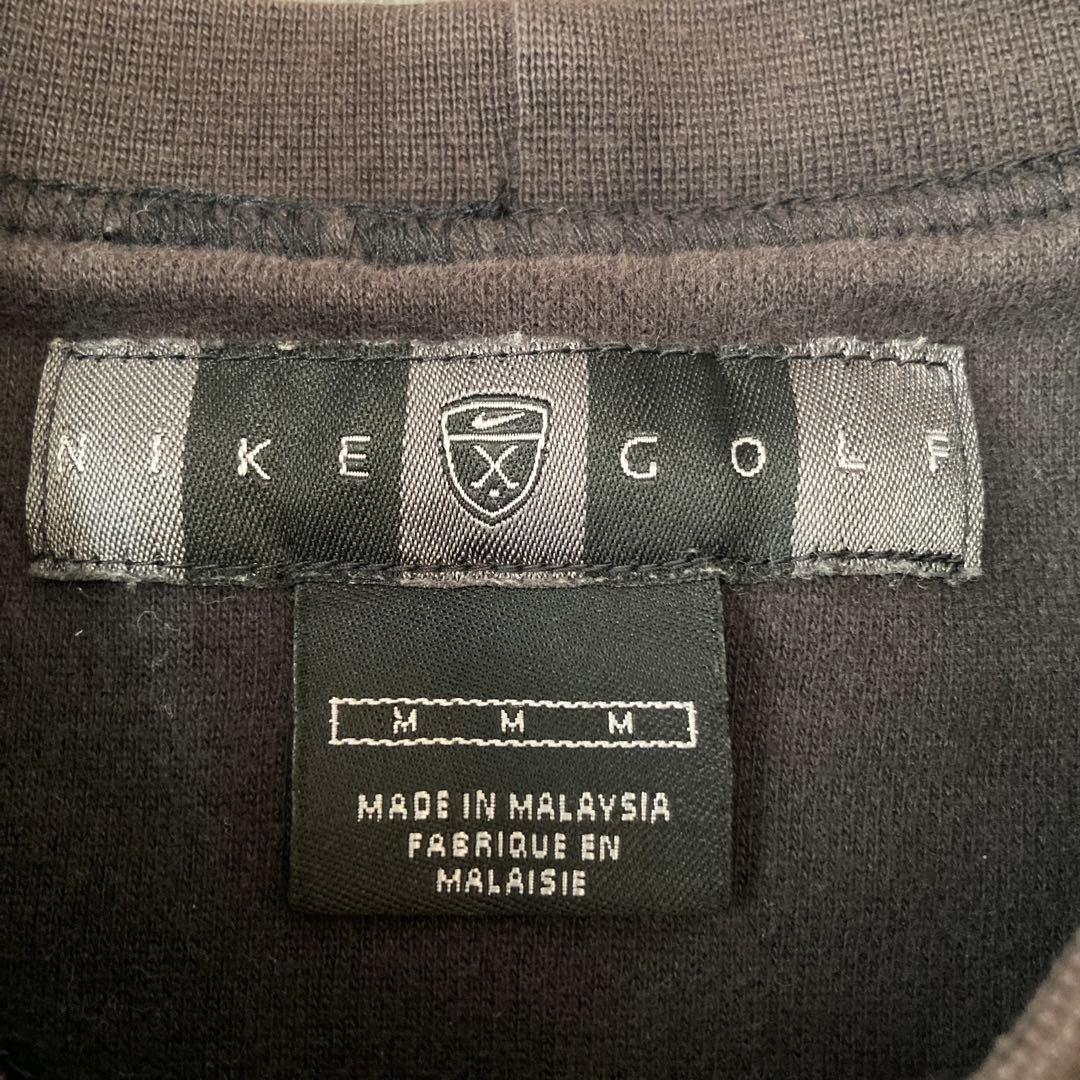 NIKE GOLF
M M M
MADE IN MALAYSIA
FABRIQUE EN
MALAISIE